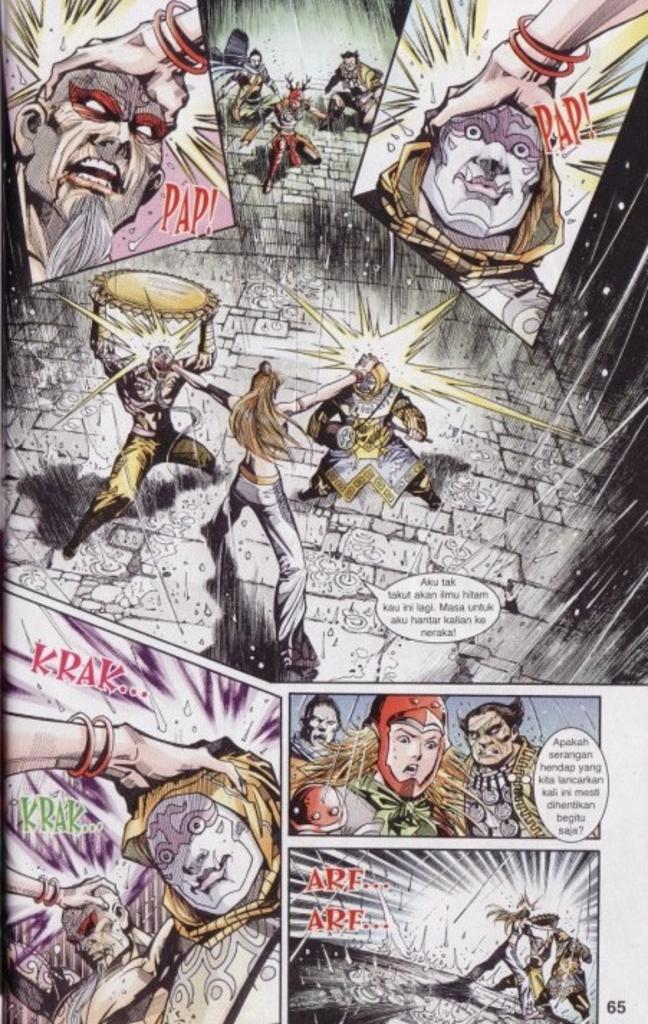 PAP!
PAP!
Aku tak
takut akan ilmu hitam
kau ini lagi. Masa untuk
aku hantar kalian ke
neraka!
KRAK...
KRAK...
Apakah
serangan
hendap yang
kita lancarkan
kali ini mesti
dihentikan
begitu
saja?
ARF...
ARF...
65